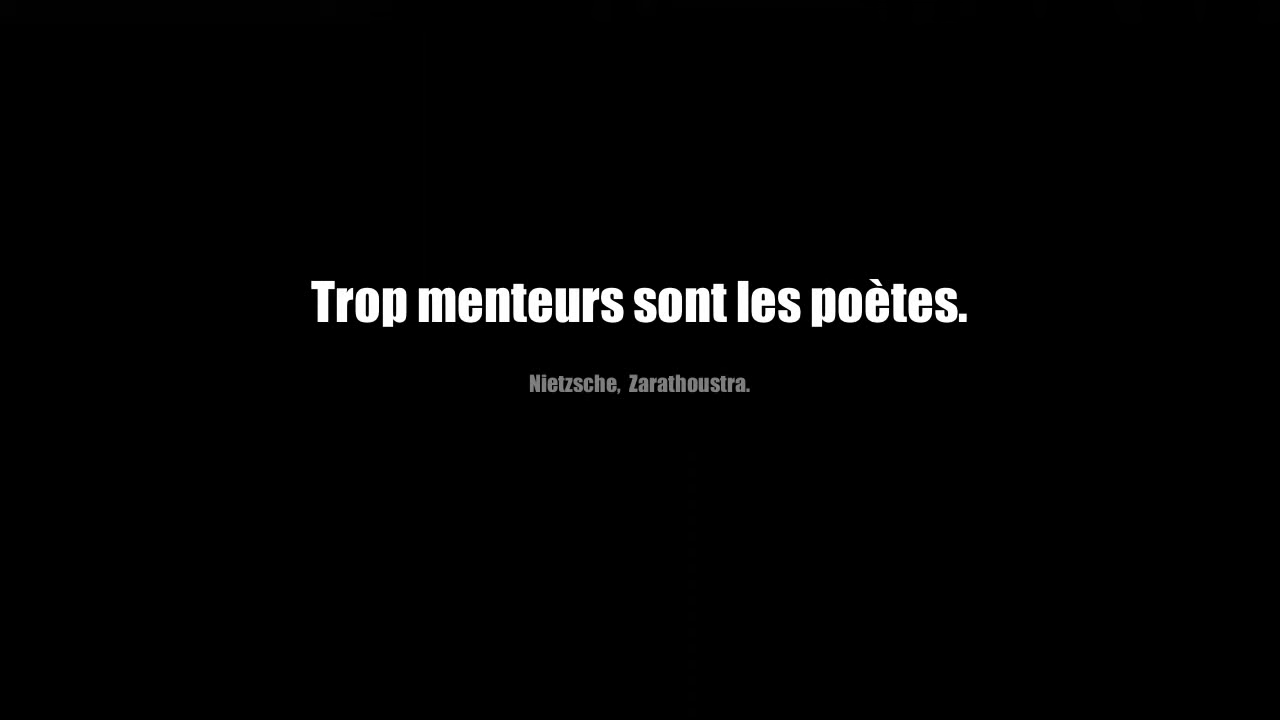 Trop menteurs sont les poètes.
Nietzsche, Zarathoustra.